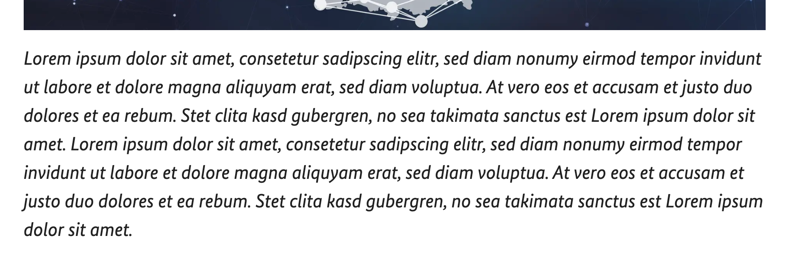 Lorem ipsum dolor sit amet, consetetur sadipscing elitr, sed diam nonumy eirmod tempor invidunt
ut labore et dolore magna aliquyam erat, sed diam voluptua. At vero eos et accusam et justo duo
dolores et ea rebum. Stet clita kasd gubergren, no sea takimata sanctus est Lorem ipsum dolor sit
amet. Lorem ipsum dolor sit amet, consetetur sadipscing elitr, sed diam nonumy eirmod tempor
invidunt ut labore et dolore magna aliquyam erat, sed diam voluptua. At vero eos et accusam et
justo duo dolores et ea rebum. Stet clita kasd gubergren, no sea takimata sanctus est Lorem ipsum
dolor sit amet.